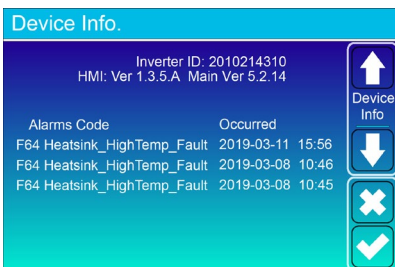 Device Info.
Inverter ID: 2010214310
HMI: Ver 1.3.5.A Main Ver 5.2.14
Alarms Code Occurred
F64 Heatsink_HighTemp_Fault 2019-03-11 15:56
F64 Heatsink_HighTemp_Fault 2019-03-08 10:46
F64 Heatsink_HighTemp_Fault 2019-03-08 10:45
Device
Info